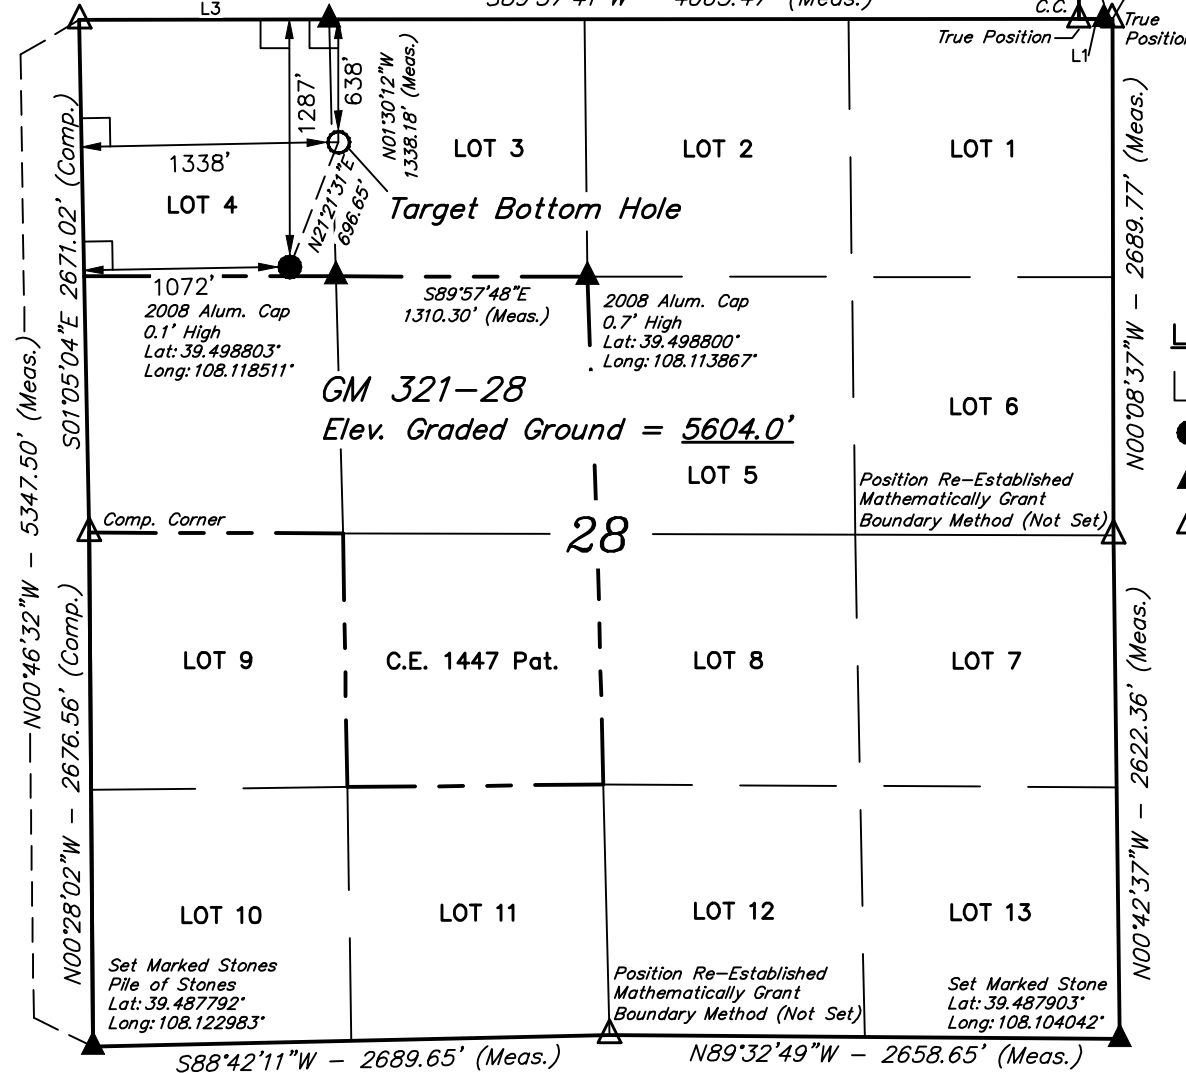 L3
C.C.
True Position
True
L1
S01°05'04"E 2671.02' (Comp.)
1287'
638'
N01°30'12"W
1338.18' (Meas.)
N00°08'37"W – 2689.77' (Meas.)
1338'
LOT 4
LOT 3
LOT 2
LOT 1
N21°21'31"E
696.65'
Target Bottom Hole
1072'
S89°57'48"E
1310.30' (Meas.)
2008 Alum. Cap
0.1' High
Lat: 39.498803°
Long: 108.118511°
2008 Alum. Cap
0.7' High
Lat: 39.498800°
Long: 108.113867°
GM 321–28
Elev. Graded Ground = 5604.0'
LOT 6
LOT 5
Position Re–Established
Mathematically Grant
Boundary Method (Not Set)
Comp. Corner
28
N00°46'32"W – 5347.50' (Meas.)
N00°28'02"W – 2676.56' (Comp.)
N00°42'37"W – 2622.36' (Meas.)
LOT 9
C.E. 1447 Pat.
LOT 8
LOT 7
LOT 10
LOT 11
LOT 12
LOT 13
Set Marked Stones
Pile of Stones
Lat: 39.487792°
Long: 108.122983°
Position Re–Established
Mathematically Grant
Boundary Method (Not Set)
Set Marked Stone
Lat: 39.487903°
Long: 108.104042°
S88°42'11"W – 2689.65' (Meas.)
N89°32'49"W – 2658.65' (Meas.)